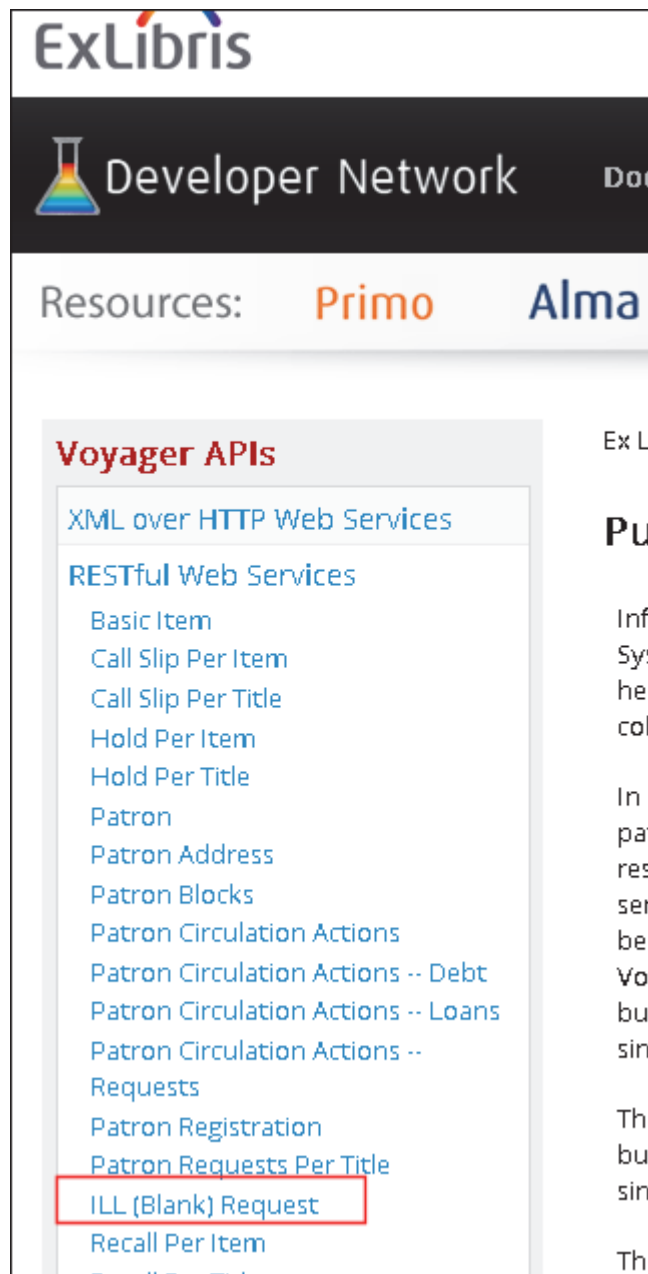 ExLibris
Developer Network
Resources: Primo Alma
Voyager APIs
XML over HTTP Web Services
RESTful Web Services
Basic Item
Call Slip Per Item
Call Slip Per Title
Hold Per Item
Hold Per Title
Patron
Patron Address
Patron Blocks
Patron Circulation Actions
Patron Circulation Actions -- Debt
Patron Circulation Actions -- Loans
Patron Circulation Actions --
Requests
Patron Registration
Patron Requests Per Title
ILL (Blank) Request
Recall Per Item
Ex L
In